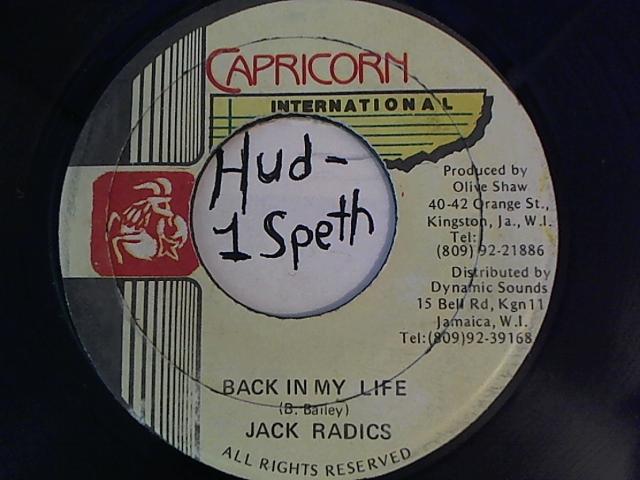 CAPRICORN
INTERNATIONAL
Hud-
1 Speth
Produced by
Olive Shaw
40-42 Orange St.,
Kingston, Ja., W.I.
Tel:
(809) 92-21886
Distributed by
Dynamic Sounds
15 Bell Rd, Kgn11
Jamaica, W.I.
Tel:(809)92-39168
BACK IN MY LIFE
(B. Bailey)
JACK RADICS
ALL RIGHTS RESERVED